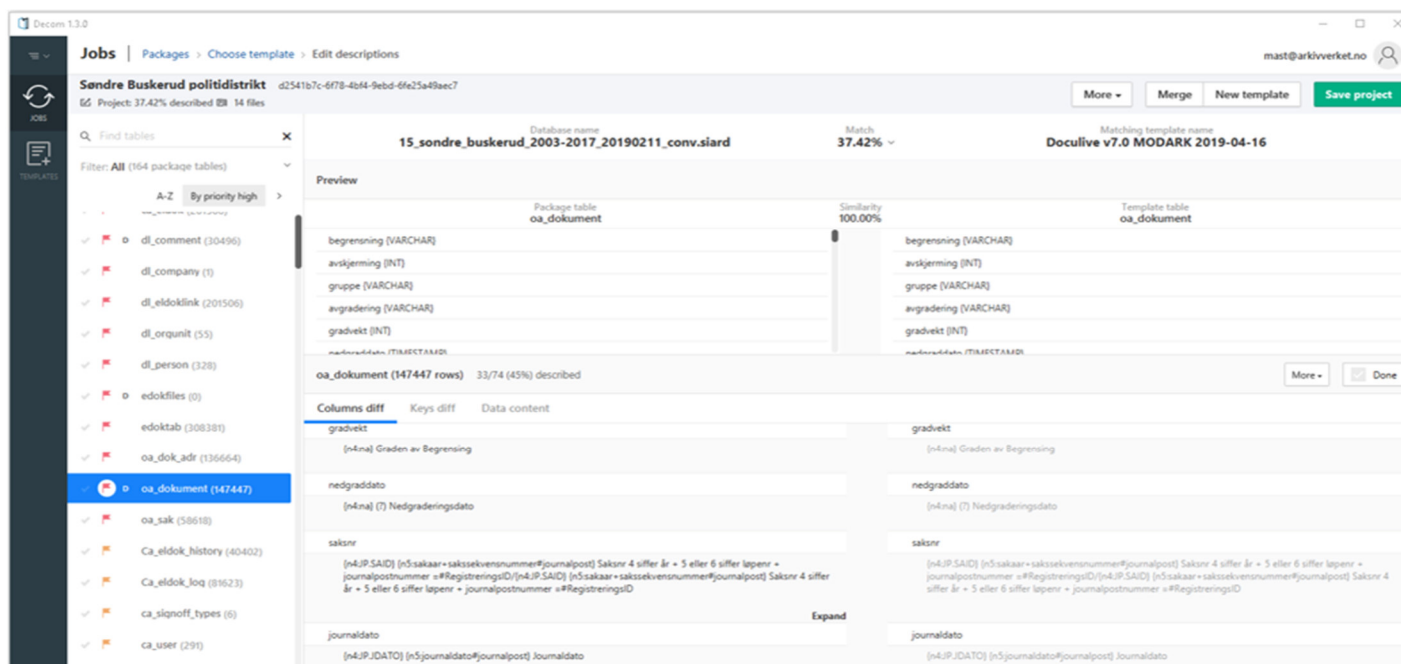 Decom 1.3.0
Jobs | Packages > Choose template > Edit descriptions
mast@arkivverket.no
Søndre Buskerud politidistrikt d2541b7c-6f78-4bf4-9ebd-6fe25a49aec7
Project: 37.42% described 14 files
More Merge New template Save project
JOBS
TEMPLATES
Find tables
Filter: All (164 package tables)
A-Z By priority high >
dl_comment (30496)
dl_company (1)
dl_eldoklink (201506)
dl_orgunit (55)
dl_person (328)
edokfiles (0)
edoktab (308381)
oa_dok_adr (136664)
oa_dokument (147447)
oa_sak (58618)
Ca_eldok_history (40402)
Ca_eldok_log (81623)
ca_signoff_types (6)
ca_user (291)
Database name
15_sondre_buskerud_2003-2017_20190211_conv.siard
Match
37.42%
Matching template name
Doculive v7.0 MODARK 2019-04-16
Preview
Package table
oa_dokument
Similarity
100.00%
Template table
oa_dokument
begrensning (VARCHAR)
avskjerming (INT)
gruppe (VARCHAR)
avgradering (VARCHAR)
gradvekt (INT)
nedgraddato (TIMESTAMP)
begrensning (VARCHAR)
avskjerming (INT)
gruppe (VARCHAR)
avgradering (VARCHAR)
gradvekt (INT)
nedgraddato (TIMESTAMP)
oa_dokument (147447 rows) 33/74 (45%) described
More Done
Columns diff Keys diff Data content
gradvekt
{n4:na} Graden av Begrensing
nedgraddato
{n4:na} (?) Nedgraderingsdato
saksnr
{n4:JP.SAID} {n5:sakaar+sakssekvensnummer#journalpost} Saksnr 4 siffer år + 5 eller 6 siffer løpenr +
journalpostnummer =#RegistreringsID/{n4:JP.SAID} {n5:sakaar+sakssekvensnummer#journalpost} Saksnr 4 siffer
år + 5 eller 6 siffer løpenr + journalpostnummer =#RegistreringsID
Expand
journaldato
{n4:JP.JDATO} {n5:journaldato#journalpost} Journaldato
gradvekt
{n4:na} Graden av Begrensing
nedgraddato
{n4:na} (?) Nedgraderingsdato
saksnr
{n4:JP.SAID} {n5:sakaar+sakssekvensnummer#journalpost} Saksnr 4 siffer år + 5 eller 6 siffer løpenr +
journalpostnummer =#RegistreringsID/{n4:JP.SAID} {n5:sakaar+sakssekvensnummer#journalpost} Saksnr 4
siffer år + 5 eller 6 siffer løpenr + journalpostnummer =#RegistreringsID
journaldato
{n4:JP.JDATO} {n5:journaldato#journalpost} Journaldato